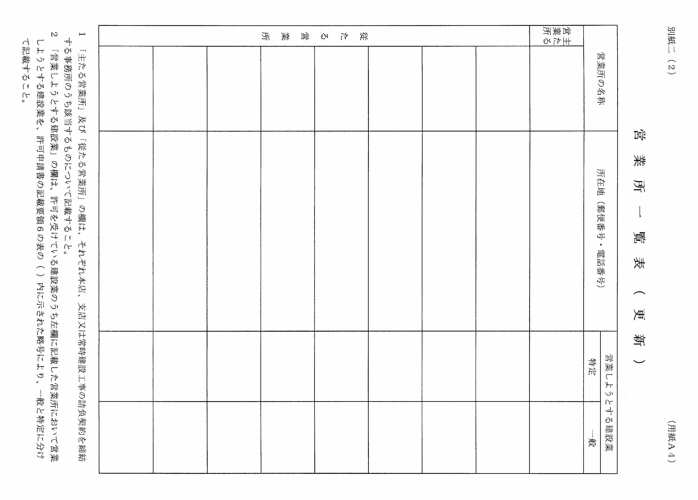 別紙二（2）
（用紙A4）
営業所一覧表（更新）
営業所の名称
所在地（郵便番号・電話番号）
営業しようとする建設業
特定
一般
主たる営業所
従たる営業所
1 「主たる営業所」及び「従たる営業所」の欄は、それぞれ本店、支店又は常時建設工事の請負契約を締結
する事務所のうち該当するものについて記載すること。
2 「営業しようとする建設業」の欄は、許可を受けている建設業のうち左欄に記載した営業所において営業
しようとする建設業を、許可申請書の記載要領6の表の（ ）内に示された略号により、一般と特定に分け
て記載すること。